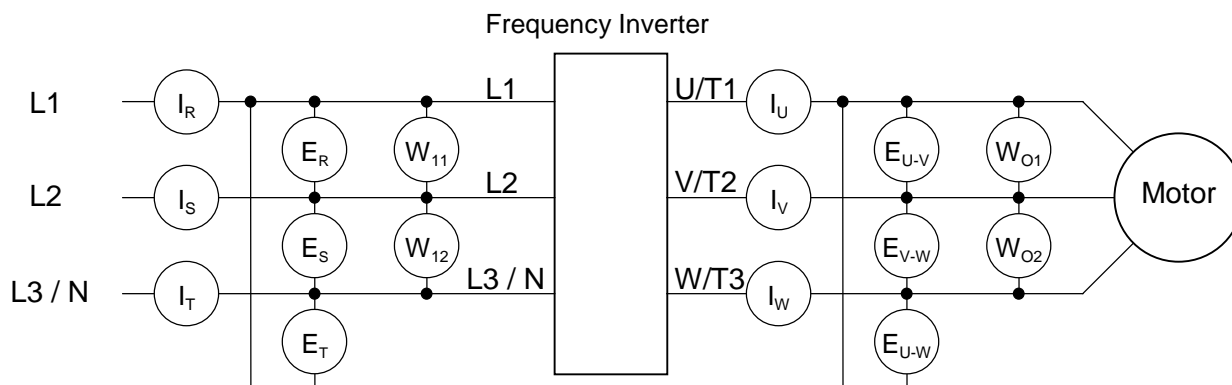 Frequency Inverter
L1 I_R L1 U/T1 I_U
E_R W_11 E_U-V W_O1
L2 I_S L2 V/T2 I_V Motor
E_S W_12 E_V-W W_O2
L3 / N I_T L3 / N W/T3 I_W
E_T E_U-W